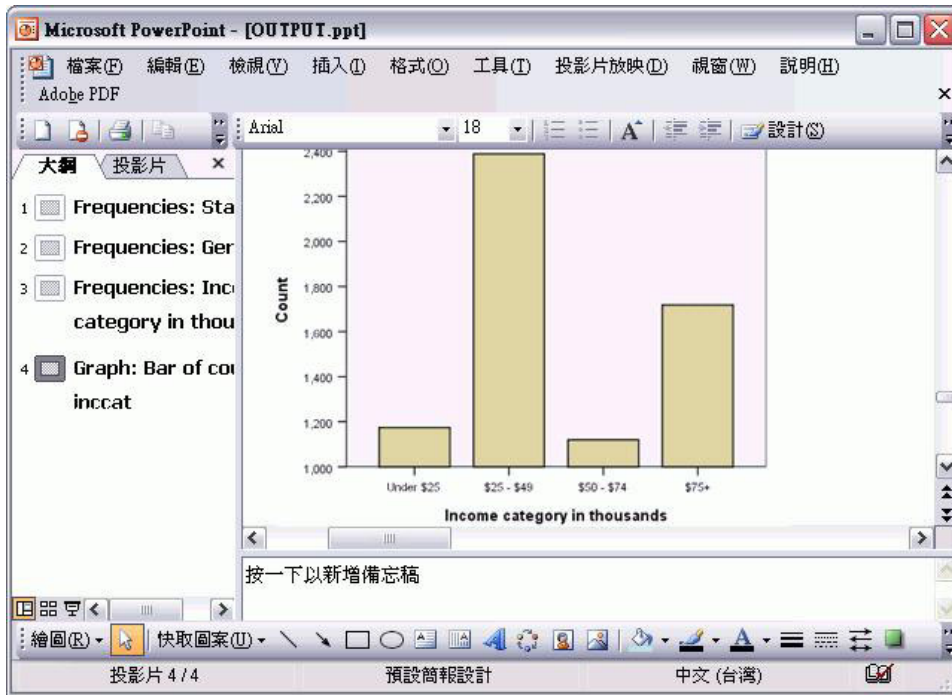 Microsoft PowerPoint - [OUTPUT.ppt]
檔案(F) 編輯(E) 檢視(V) 插入(I) 格式(O) 工具(T) 投影片放映(D) 視窗(W) 說明(H)
Adobe PDF
Arial 18 設計(S)
大綱 投影片
1 Frequencies: Sta
2 Frequencies: Ger
3 Frequencies: Inc
category in thou
4 Graph: Bar of cou
inccat
2,400
2,200
2,000
1,800
1,600
1,400
1,200
1,000
Count
Under $25 $25 - $49 $50 - $74 $75+
Income category in thousands
按一下以新增備忘稿
繪圖(R) 快取圖案(U)
投影片 4 / 4 預設簡報設計 中文 (台灣)